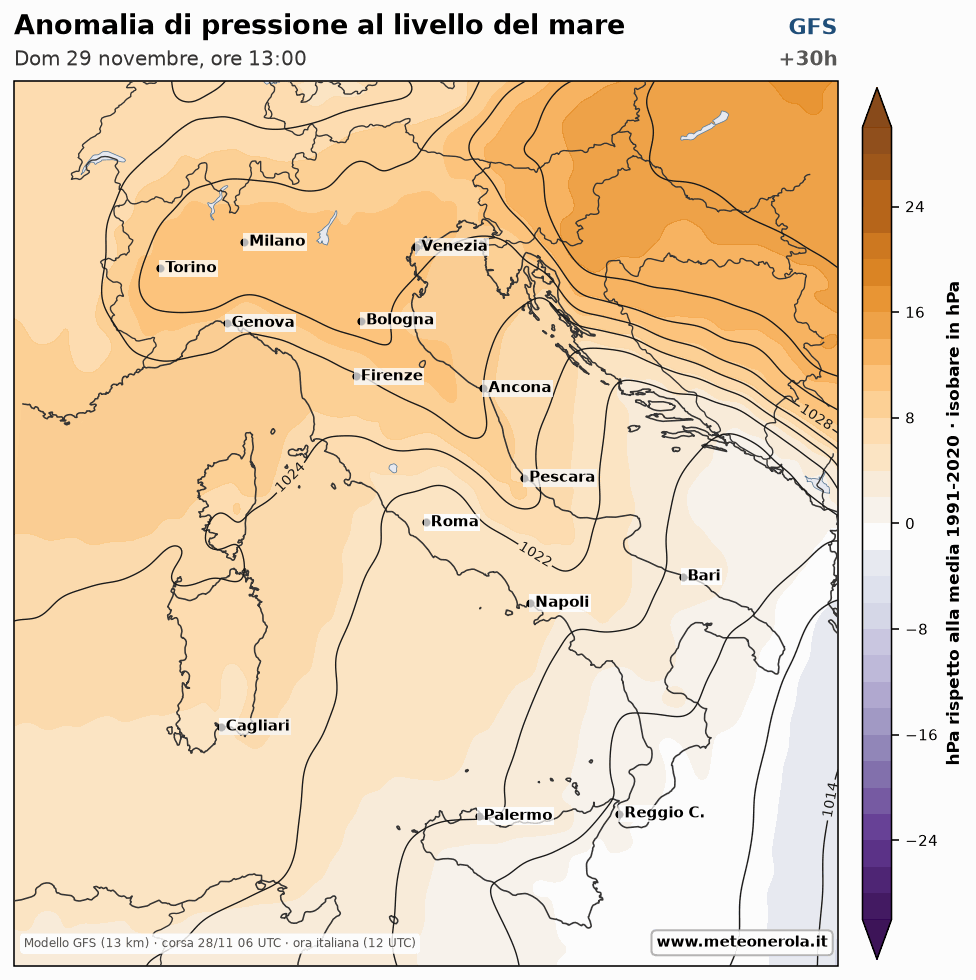 Anomalia di pressione al livello del mare
GFS
Dom 29 novembre, ore 13:00
+30h
Milano
Torino
Venezia
Genova
Bologna
Firenze
Ancona
1028
1024
Pescara
Roma
1022
Bari
Napoli
Cagliari
Palermo
Reggio C.
1014
Modello GFS (13 km) · corsa 28/11 06 UTC · ora italiana (12 UTC)
www.meteonerola.it
24
16
8
0
−8
−16
−24
hPa rispetto alla media 1991-2020 · isobare in hPa